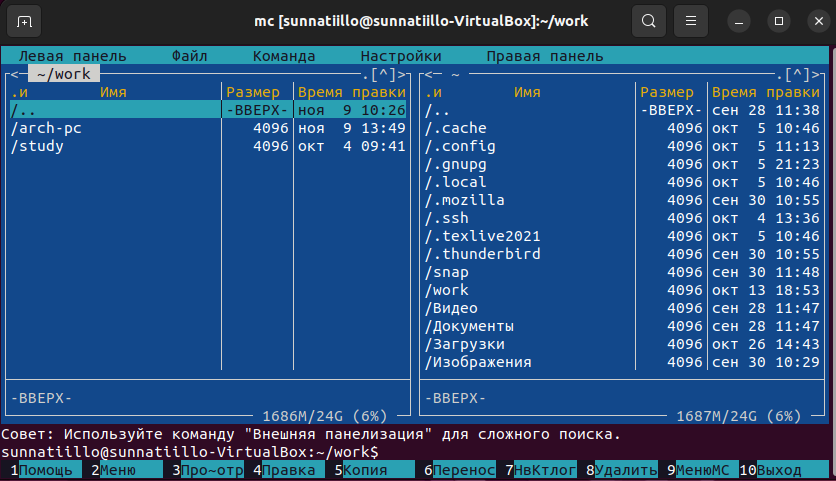 mc [sunnatiillo@sunnatiillo-VirtualBox]:~/work
Левая панель Файл Команда Настройки Правая панель
<- ~/work .[^]> <- ~ .[^]>
.и Имя Размер Время правки .и Имя Размер Время правки
/.. -ВВЕРХ- ноя 9 10:26 /.. -ВВЕРХ- сен 28 11:38
/arch-pc 4096 ноя 9 13:49 /.cache 4096 окт 5 10:46
/study 4096 окт 4 09:41 /.config 4096 окт 5 11:13
/.gnupg 4096 окт 5 21:23
/.local 4096 окт 5 10:46
/.mozilla 4096 сен 30 10:55
/.ssh 4096 окт 4 13:36
/.texlive2021 4096 окт 5 10:46
/.thunderbird 4096 сен 30 10:55
/snap 4096 сен 30 11:48
/work 4096 окт 13 18:53
/Видео 4096 сен 28 11:47
/Документы 4096 сен 28 11:47
/Загрузки 4096 окт 26 14:43
/Изображения 4096 сен 30 10:29
-ВВЕРХ- -ВВЕРХ-
1686M/24G (6%) 1687M/24G (6%)
Совет: Используйте команду "Внешняя панелизация" для сложного поиска.
sunnatiillo@sunnatiillo-VirtualBox:~/work$
1Помощь 2Меню 3Про~отр 4Правка 5Копия 6Перенос 7НвКтлог 8Удалить 9МенюMC 10Выход